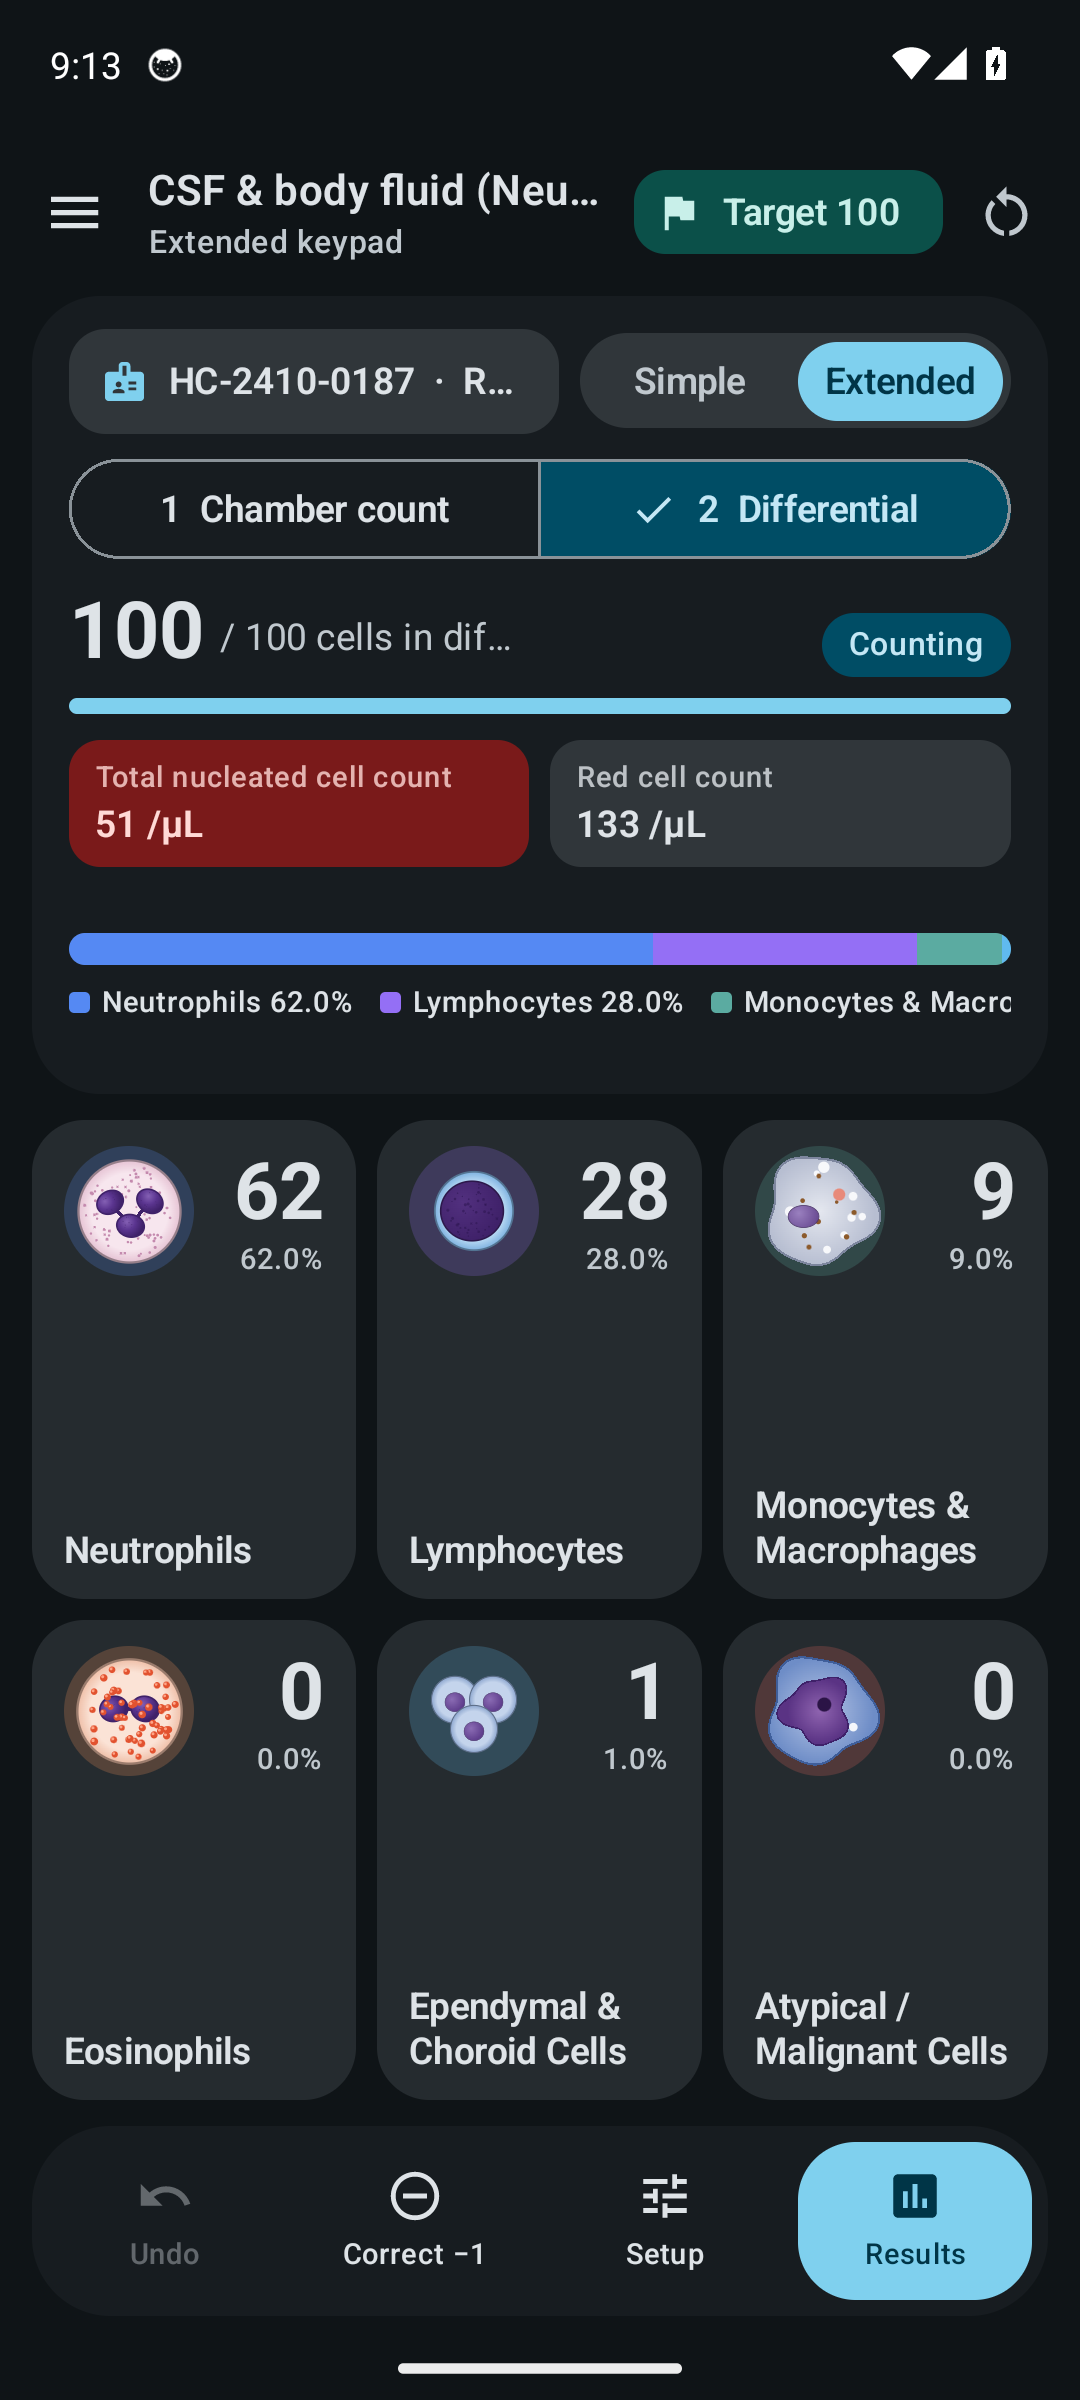 9:13
CSF & body fluid (Neu...
Extended keypad
Target 100
HC-2410-0187 · R...
Simple
Extended
1 Chamber count
2 Differential
100 / 100 cells in dif...
Counting
Total nucleated cell count
51 /µL
Red cell count
133 /µL
Neutrophils 62.0%
Lymphocytes 28.0%
Monocytes & Macro
62
62.0%
Neutrophils
28
28.0%
Lymphocytes
9
9.0%
Monocytes &
Macrophages
0
0.0%
Eosinophils
1
1.0%
Ependymal &
Choroid Cells
0
0.0%
Atypical /
Malignant Cells
Undo
Correct −1
Setup
Results